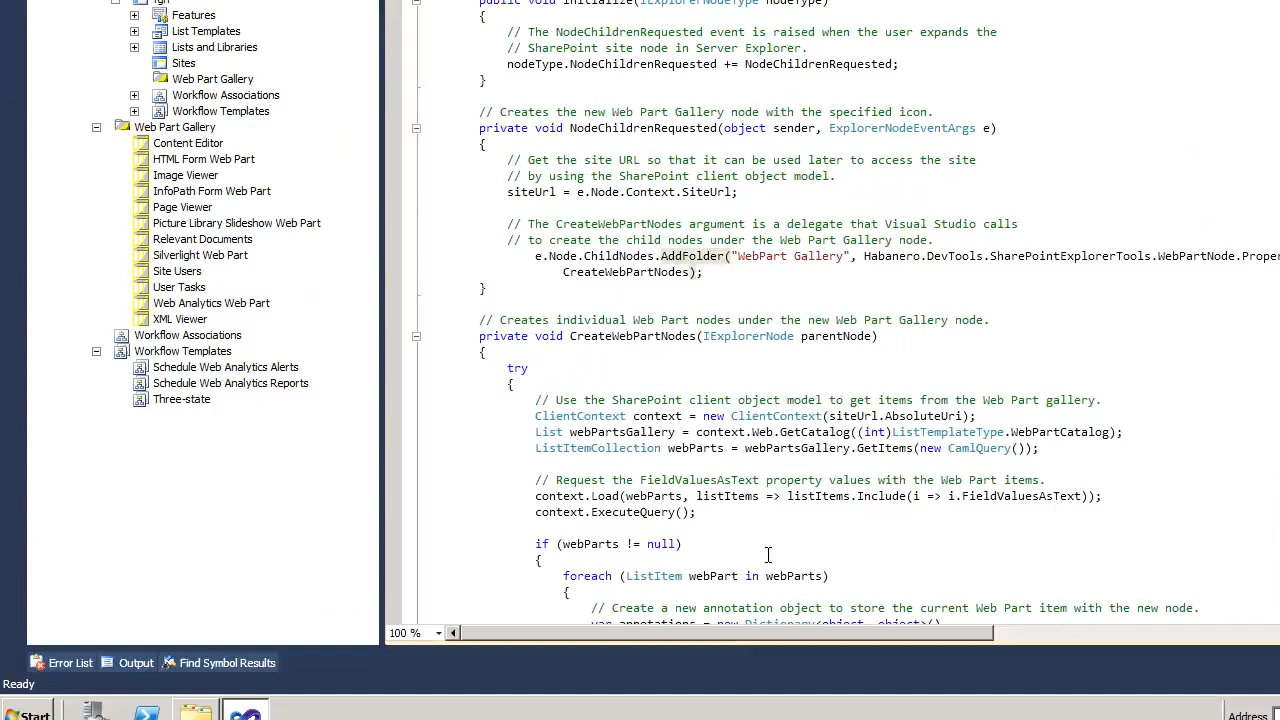 Features
List Templates
Lists and Libraries
Sites
Web Part Gallery
Workflow Associations
Workflow Templates
Web Part Gallery
Content Editor
HTML Form Web Part
Image Viewer
InfoPath Form Web Part
Page Viewer
Picture Library Slideshow Web Part
Relevant Documents
Silverlight Web Part
Site Users
User Tasks
Web Analytics Web Part
XML Viewer
Workflow Associations
Workflow Templates
Schedule Web Analytics Alerts
Schedule Web Analytics Reports
Three-state
public void Initialize(IExplorerNodeType nodeType)
{
// The NodeChildrenRequested event is raised when the user expands the
// SharePoint site node in Server Explorer.
nodeType.NodeChildrenRequested += NodeChildrenRequested;
}
// Creates the new Web Part Gallery node with the specified icon.
private void NodeChildrenRequested(object sender, ExplorerNodeEventArgs e)
{
// Get the site URL so that it can be used later to access the site
// by using the SharePoint client object model.
siteUrl = e.Node.Context.SiteUrl;
// The CreateWebPartNodes argument is a delegate that Visual Studio calls
// to create the child nodes under the Web Part Gallery node.
e.Node.ChildNodes.AddFolder("WebPart Gallery", Habanero.DevTools.SharePointExplorerTools.WebPartNode.Proper
CreateWebPartNodes);
}
// Creates individual Web Part nodes under the new Web Part Gallery node.
private void CreateWebPartNodes(IExplorerNode parentNode)
{
try
{
// Use the SharePoint client object model to get items from the Web Part gallery.
ClientContext context = new ClientContext(siteUrl.AbsoluteUri);
List webPartsGallery = context.Web.GetCatalog((int)ListTemplateType.WebPartCatalog);
ListItemCollection webParts = webPartsGallery.GetItems(new CamlQuery());
// Request the FieldValuesAsText property values with the Web Part items.
context.Load(webParts, listItems => listItems.Include(i => i.FieldValuesAsText));
context.ExecuteQuery();
if (webParts != null)
{
foreach (ListItem webPart in webParts)
{
// Create a new annotation object to store the current Web Part item with the new node.
var annotations = new Dictionary<object, object>()
100 %
Error List
Output
Find Symbol Results
Ready
Start
Address